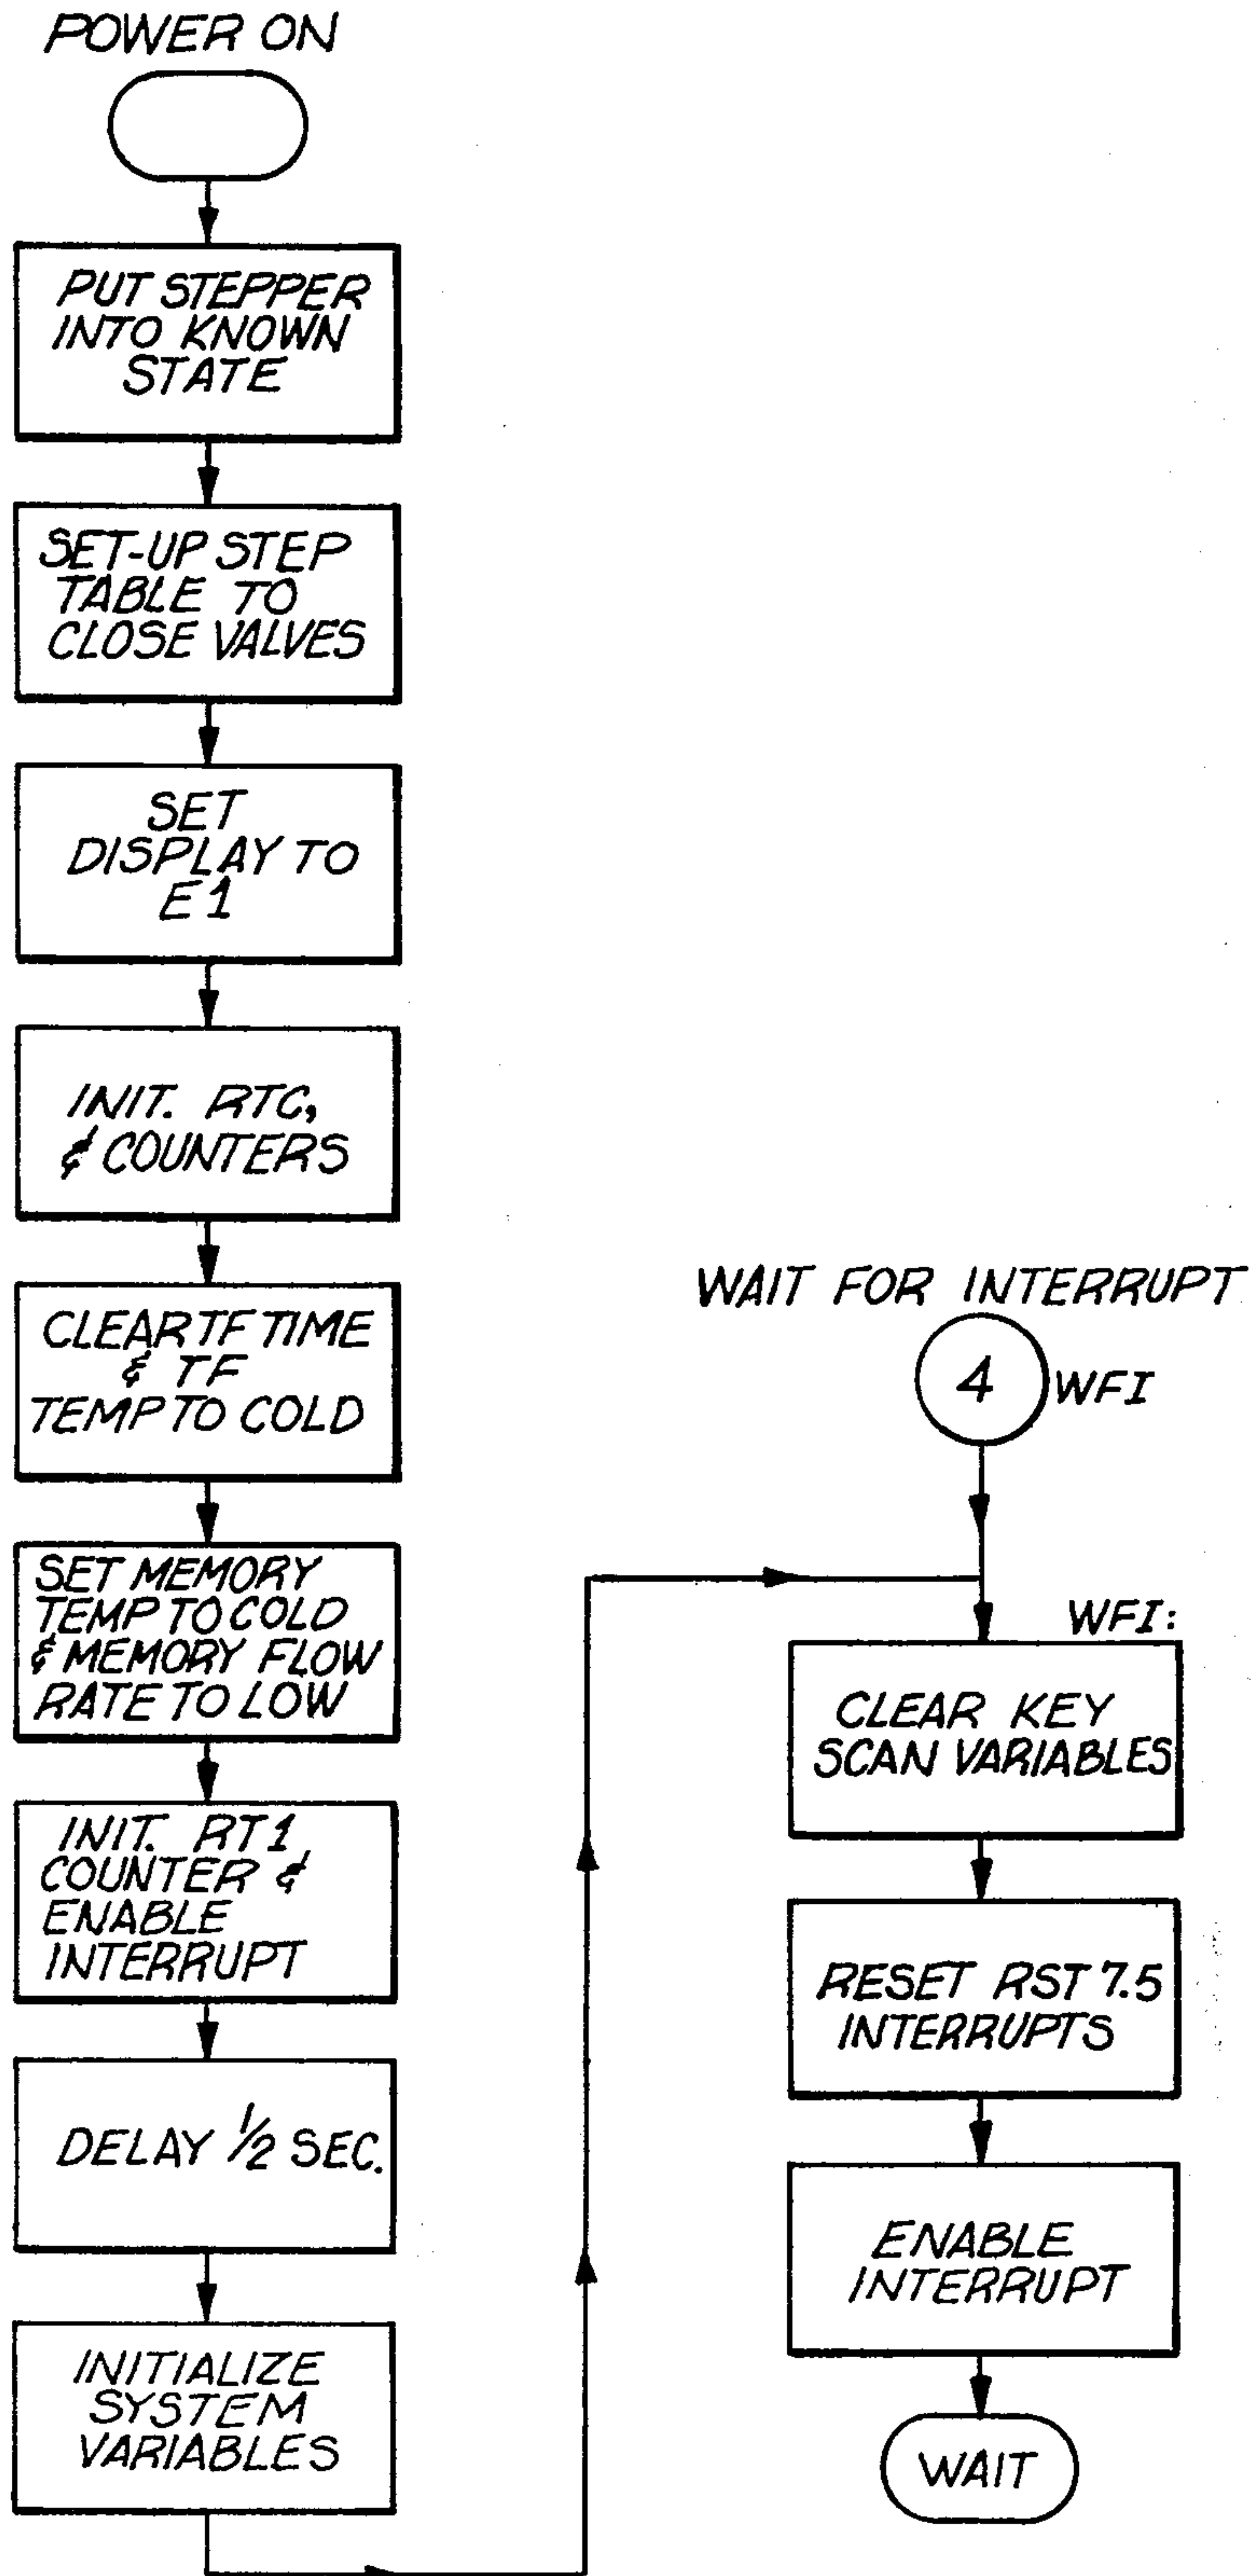 POWER ON
PUT STEPPER
INTO KNOWN
STATE
SET-UP STEP
TABLE TO
CLOSE VALVES
SET
DISPLAY TO
E1
INIT. RTC,
& COUNTERS
CLEAR TF TIME
& TF
TEMP TO COLD
SET MEMORY
TEMP TO COLD
& MEMORY FLOW
RATE TO LOW
INIT. RT1
COUNTER &
ENABLE
INTERRUPT
DELAY 1/2 SEC.
INITIALIZE
SYSTEM
VARIABLES
WAIT FOR INTERRUPT
4 WFI
WFI:
CLEAR KEY
SCAN VARIABLES
RESET RST 7.5
INTERRUPTS
ENABLE
INTERRUPT
WAIT